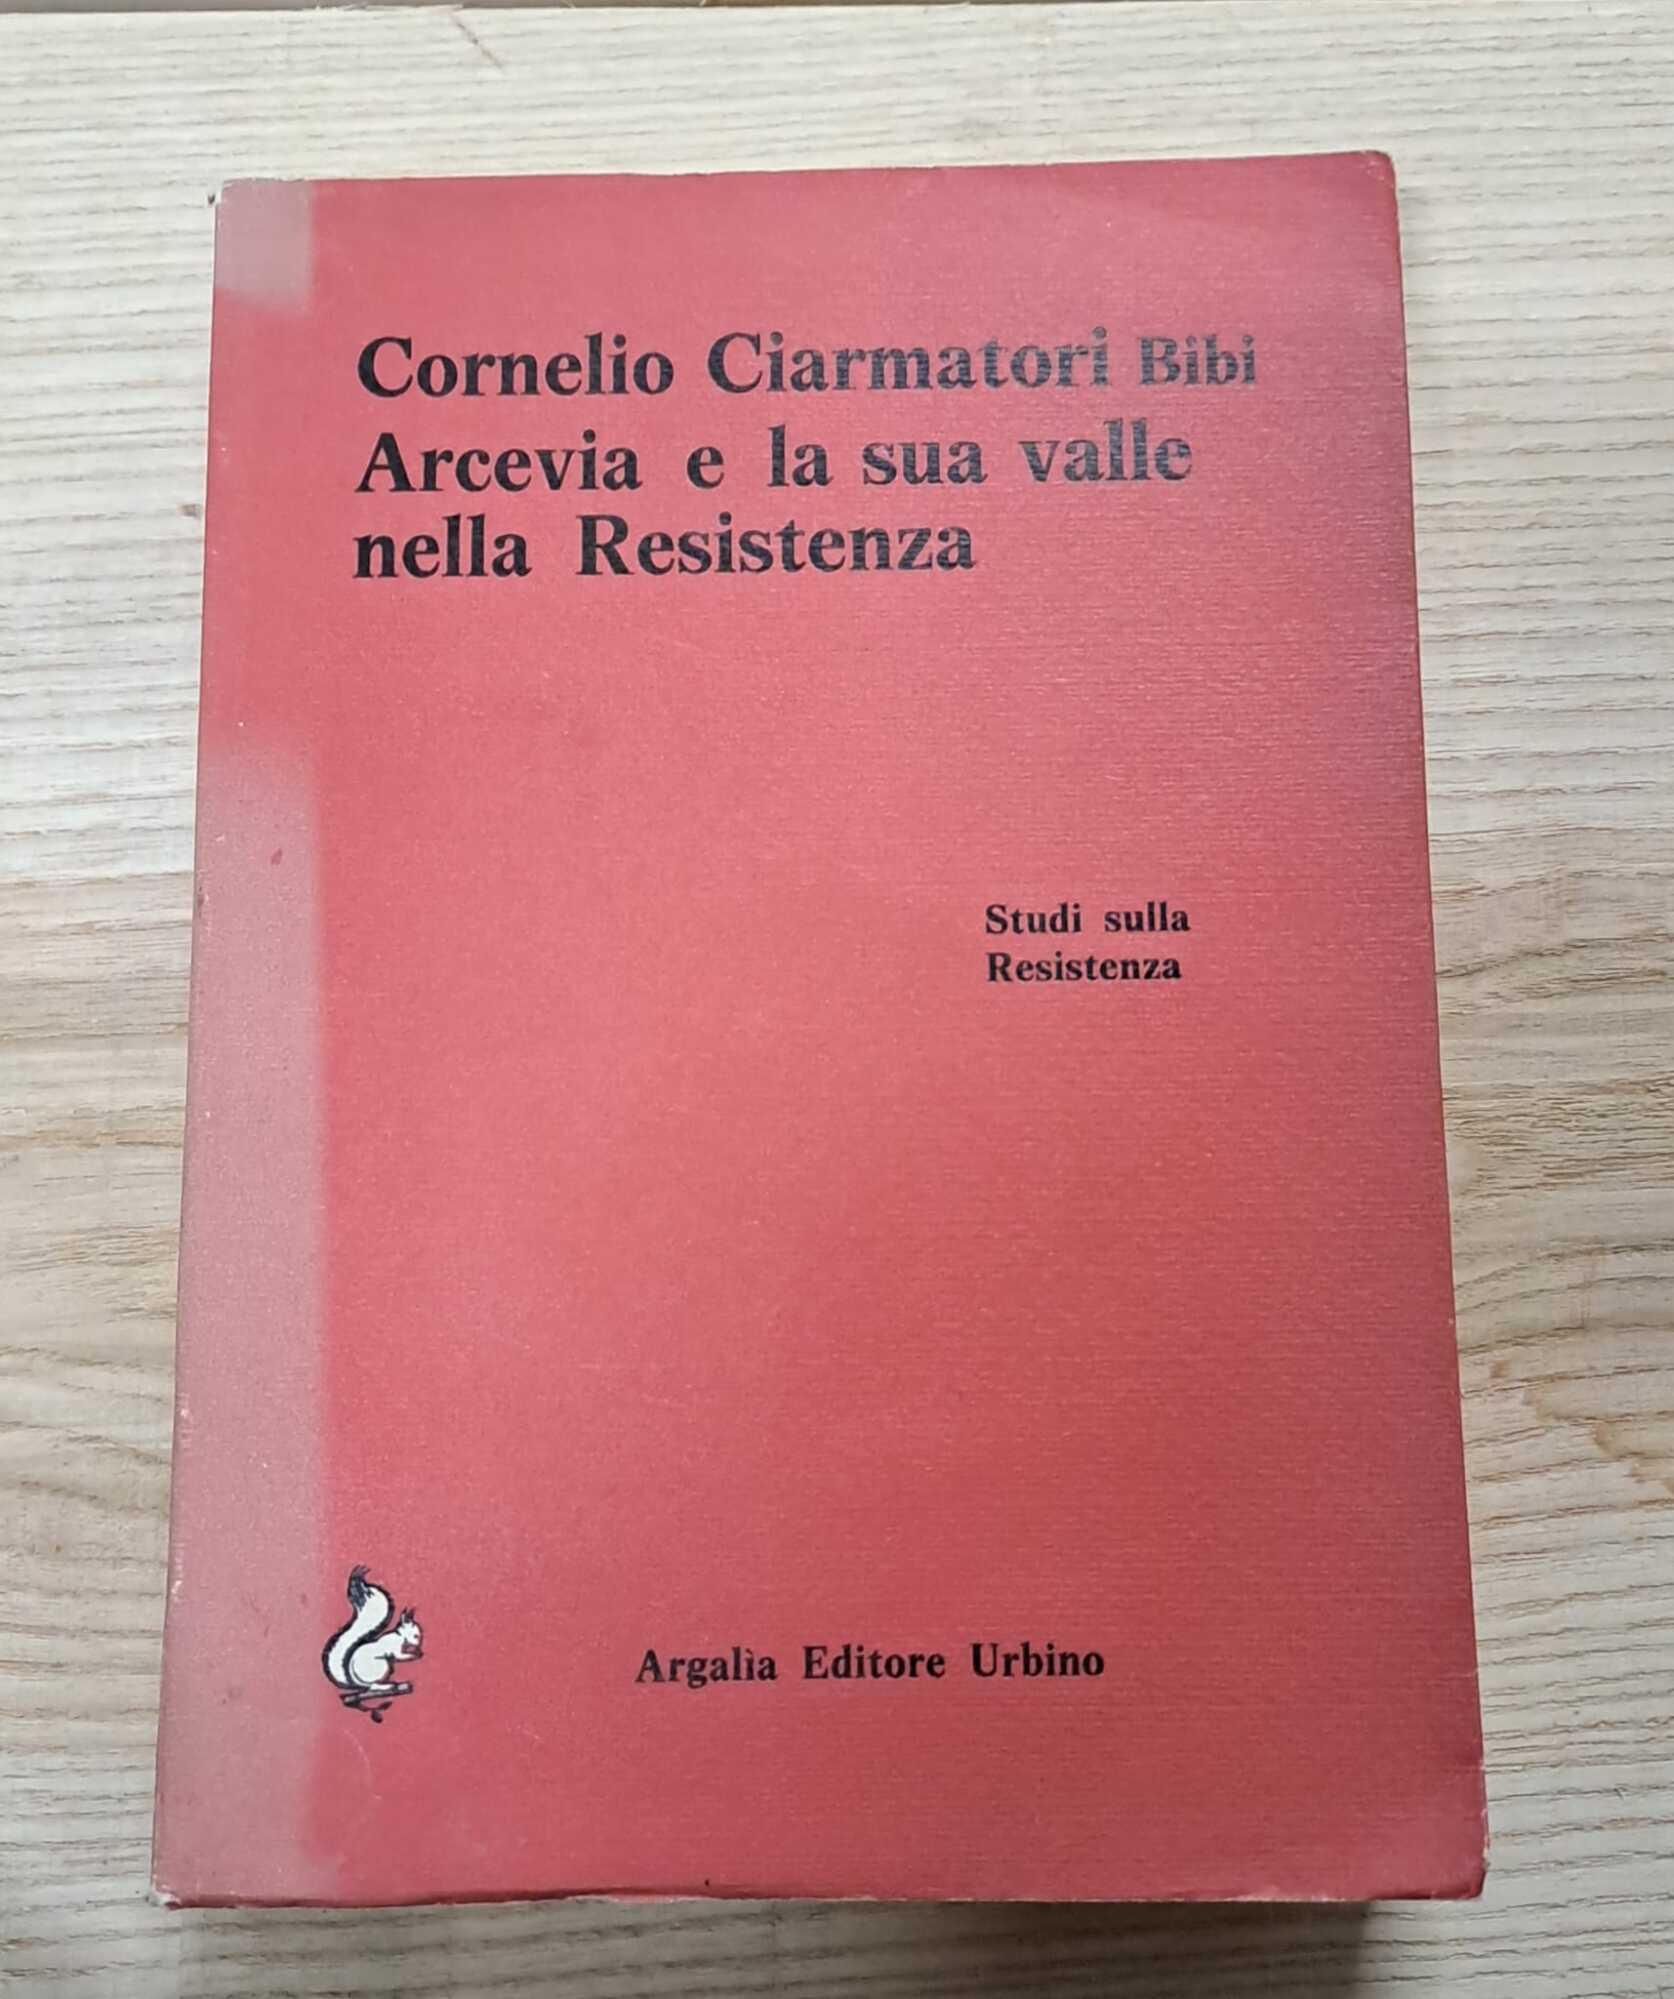 Cornelio Ciarmatori Bibi
Arcevia e la sua valle
nella Resistenza
Studi sulla
Resistenza
Argalìa Editore Urbino